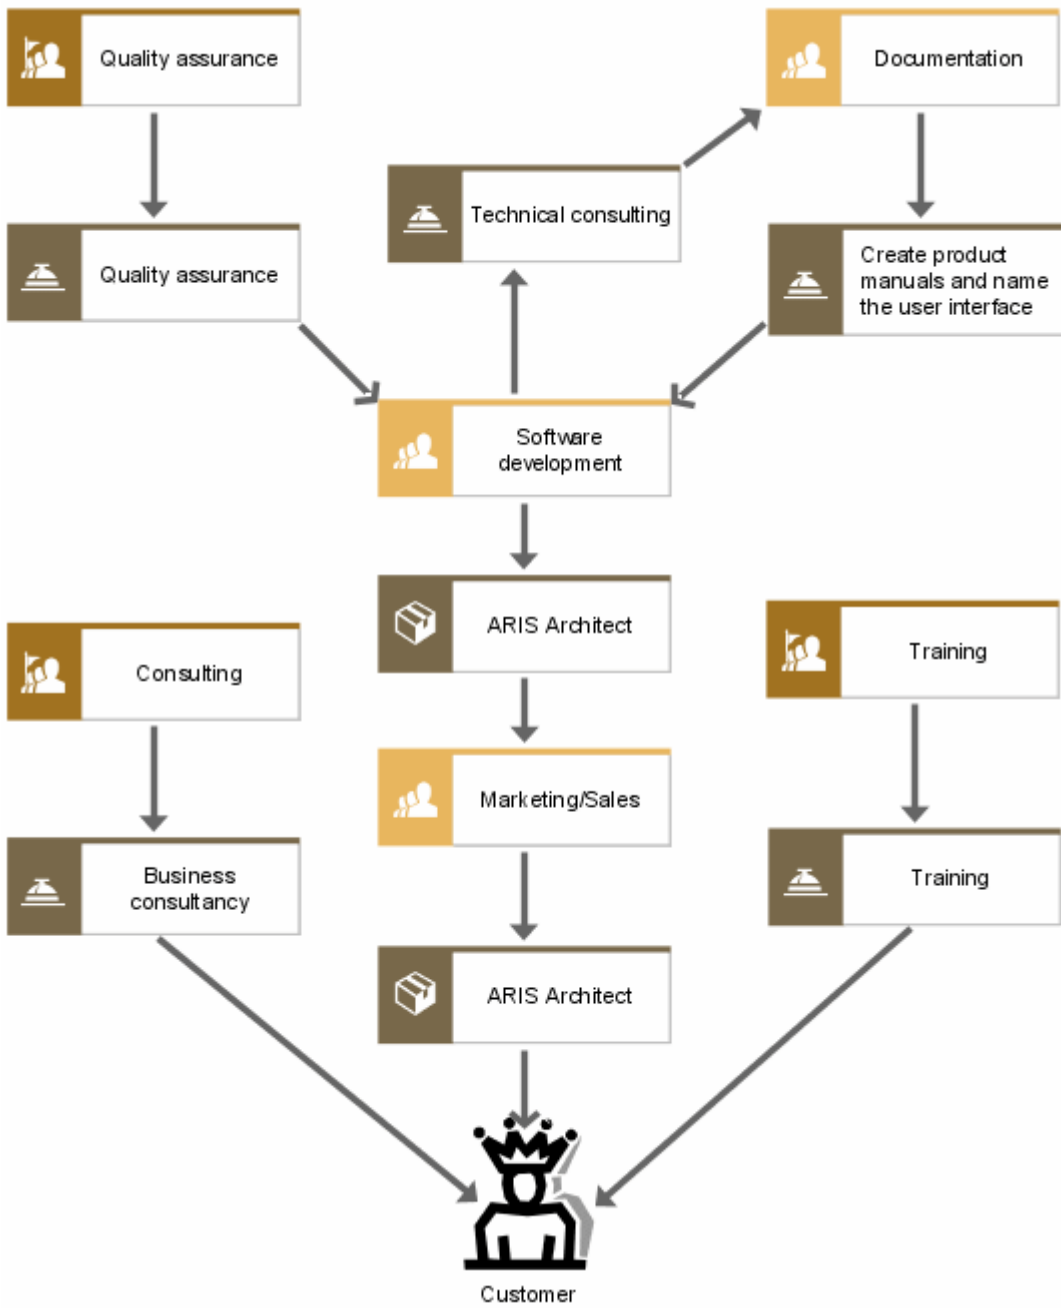 Quality assurance
Documentation
Technical consulting
Quality assurance
Create product
manuals and name
the user interface
Software
development
ARIS Architect
Consulting
Training
Marketing/Sales
Business
consultancy
Training
ARIS Architect
Customer